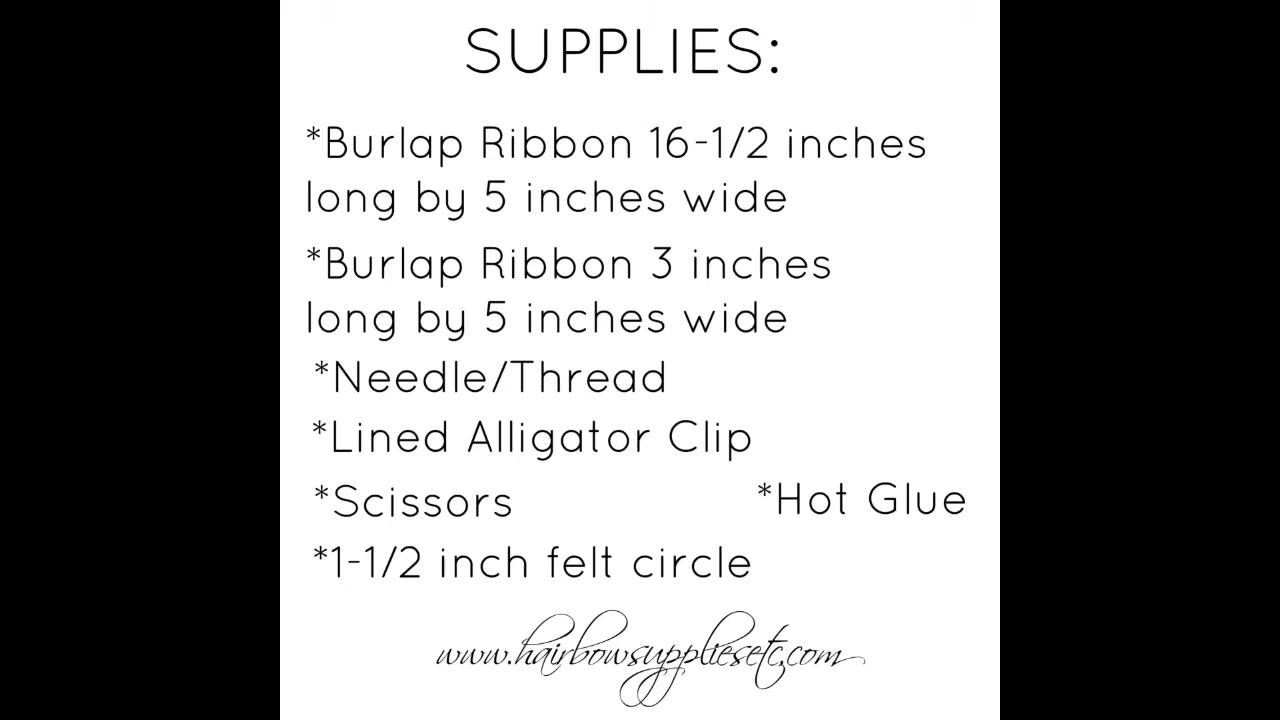 SUPPLIES:
*Burlap Ribbon 16-1/2 inches
long by 5 inches wide
*Burlap Ribbon 3 inches
long by 5 inches wide
*Needle/Thread
*Lined Alligator Clip
*Scissors *Hot Glue
*1-1/2 inch felt circle
www.hairbowsuppliesetc.com